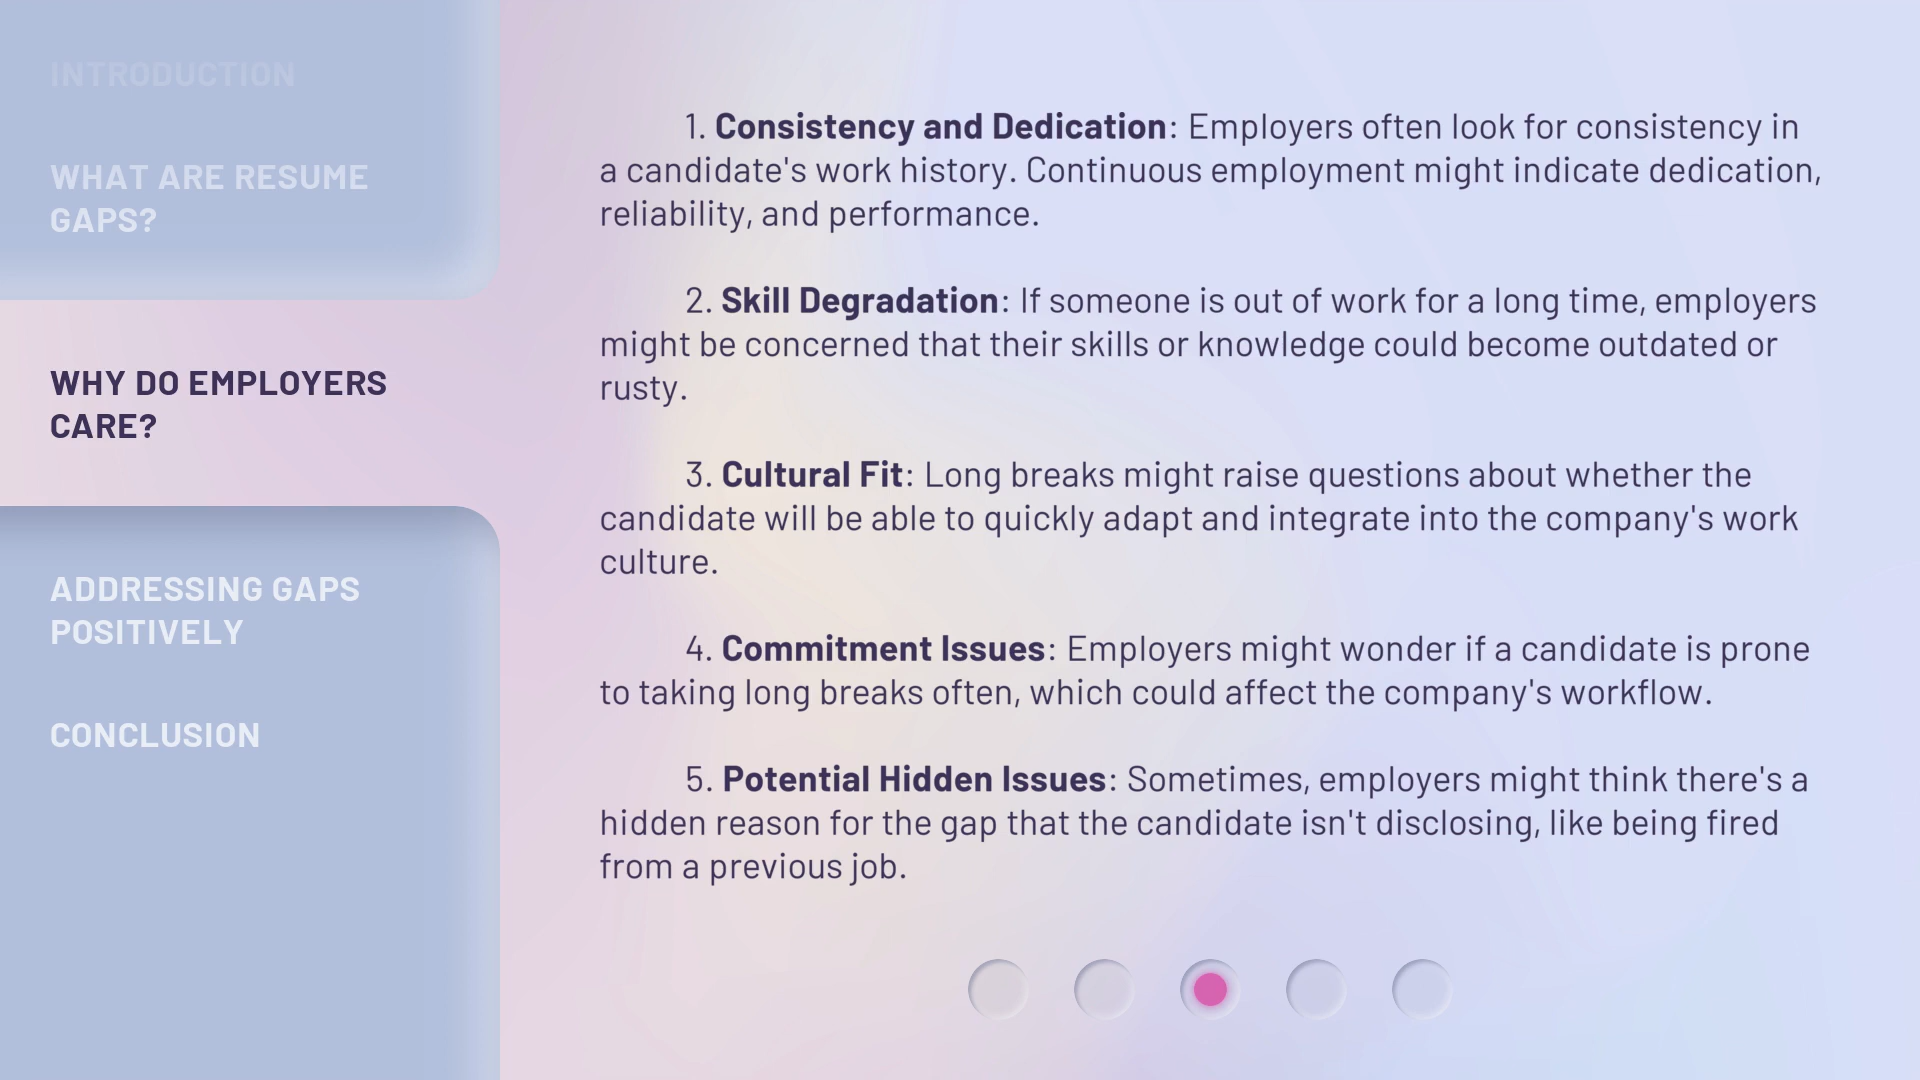 INTRODUCTION
WHAT ARE RESUME
GAPS?
WHY DO EMPLOYERS
CARE?
ADDRESSING GAPS
POSITIVELY
CONCLUSION
1. Consistency and Dedication: Employers often look for consistency in
a candidate's work history. Continuous employment might indicate dedication,
reliability, and performance.
2. Skill Degradation: If someone is out of work for a long time, employers
might be concerned that their skills or knowledge could become outdated or
rusty.
3. Cultural Fit: Long breaks might raise questions about whether the
candidate will be able to quickly adapt and integrate into the company's work
culture.
4. Commitment Issues: Employers might wonder if a candidate is prone
to taking long breaks often, which could affect the company's workflow.
5. Potential Hidden Issues: Sometimes, employers might think there's a
hidden reason for the gap that the candidate isn't disclosing, like being fired
from a previous job.